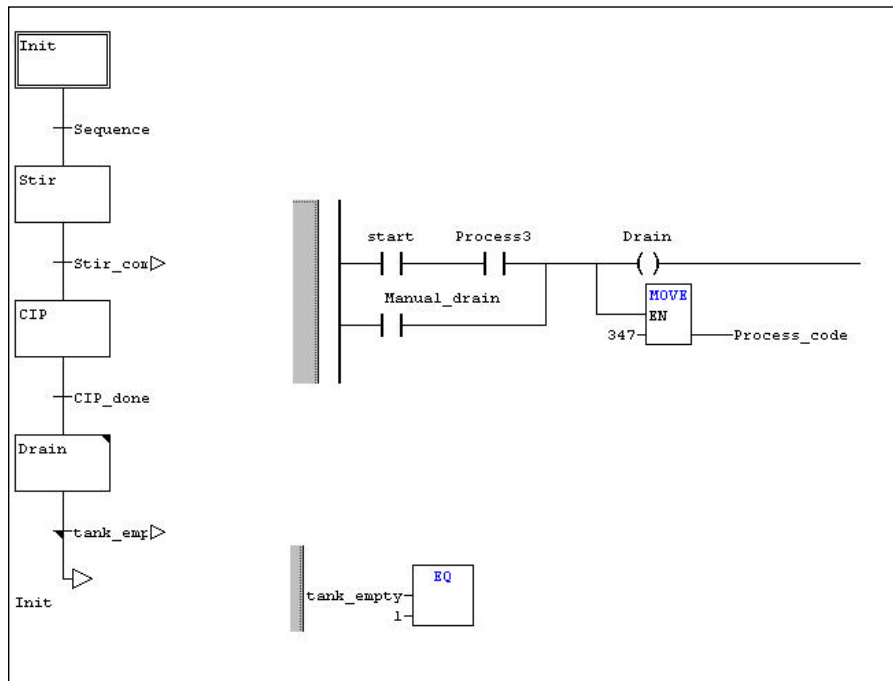 Init
Sequence
Stir
Stir_com
CIP
CIP_done
Drain
tank_emp
Init
start Process3 Drain
Manual_drain
MOVE
EN
347 Process_code
EQ
tank_empty
1